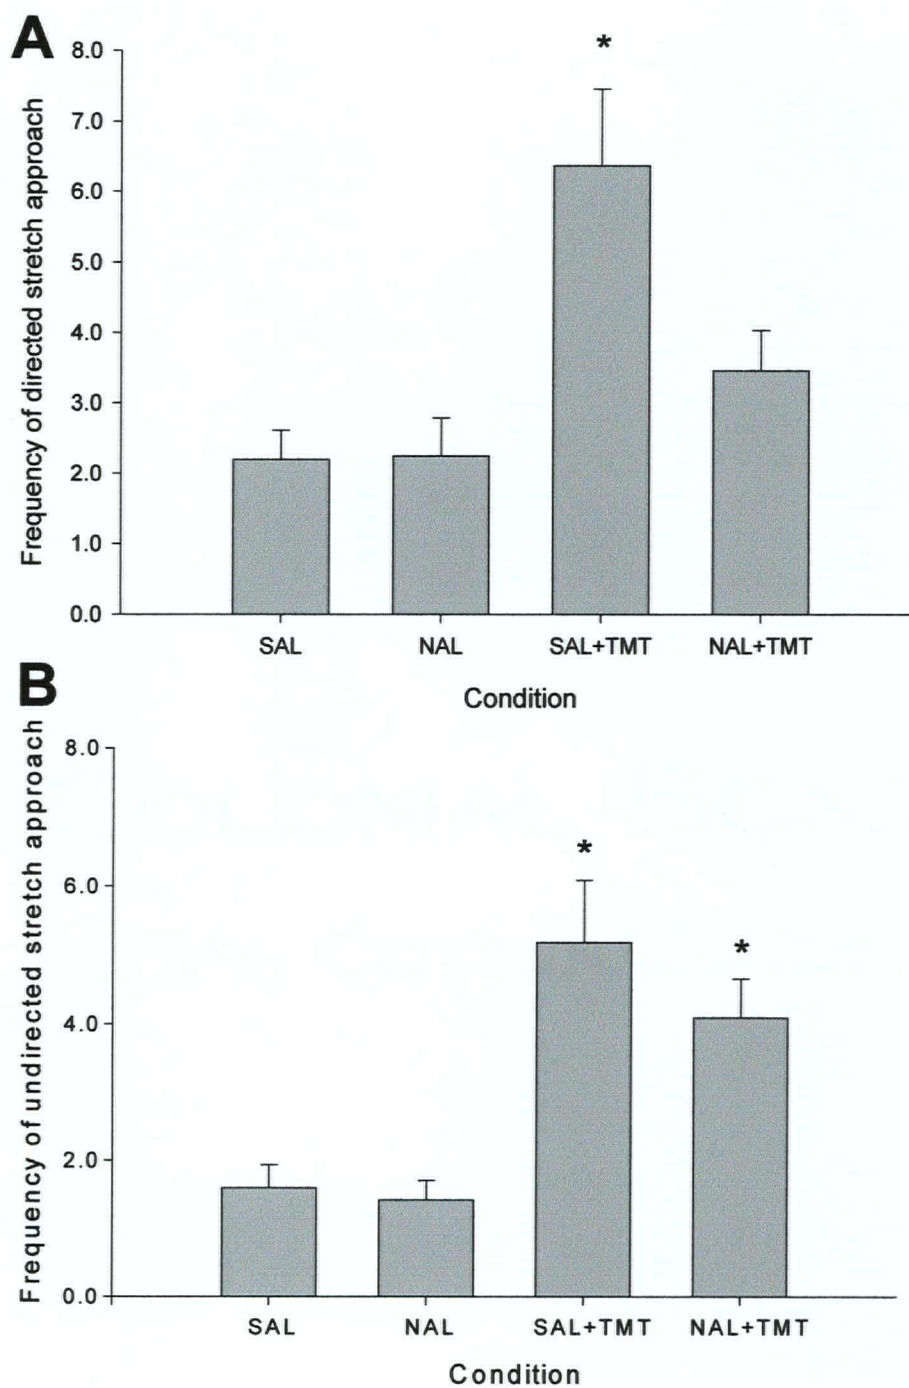 A
Frequency of directed stretch approach
8.0
7.0
6.0
5.0
4.0
3.0
2.0
1.0
0.0
*
SAL NAL SAL+TMT NAL+TMT
Condition
B
Frequency of undirected stretch approach
8.0
6.0
4.0
2.0
0.0
*
*
SAL NAL SAL+TMT NAL+TMT
Condition